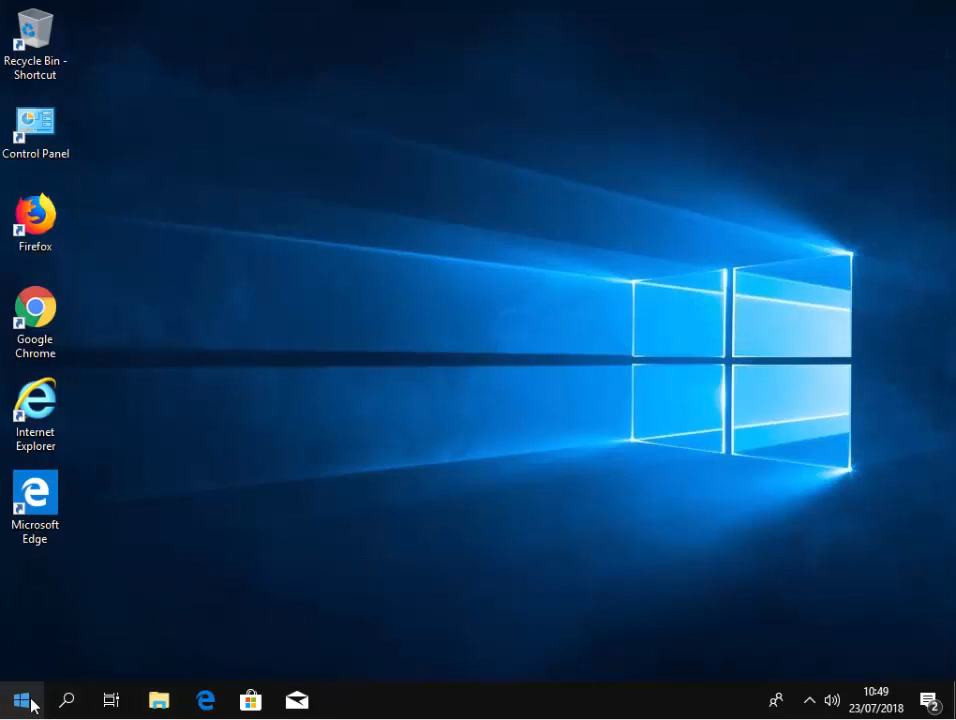 Recycle Bin -
Shortcut
Control Panel
Firefox
Google
Chrome
Internet
Explorer
Microsoft
Edge
10:49
23/07/2018
2